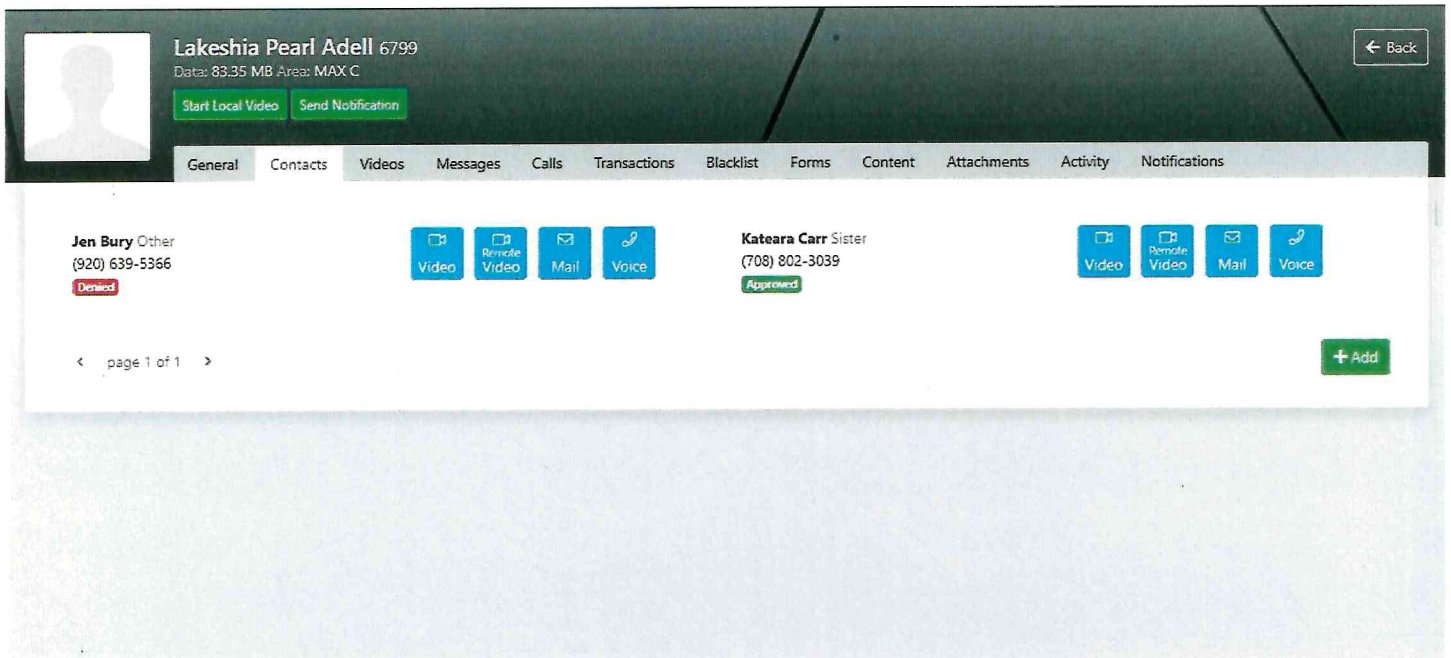 Lakeshia Pearl Adell 6799
← Back
Data: 83.35 MB Area: MAX C
Start Local Video Send Notification
General Contacts Videos Messages Calls Transactions Blacklist Forms Content Attachments Activity Notifications
Jen Bury Other
(920) 639-5366
Denied
Video
Remote Video
Mail
Voice
Kateara Carr Sister
(708) 802-3039
Approved
Video
Remote Video
Mail
Voice
< page 1 of 1 >
+ Add